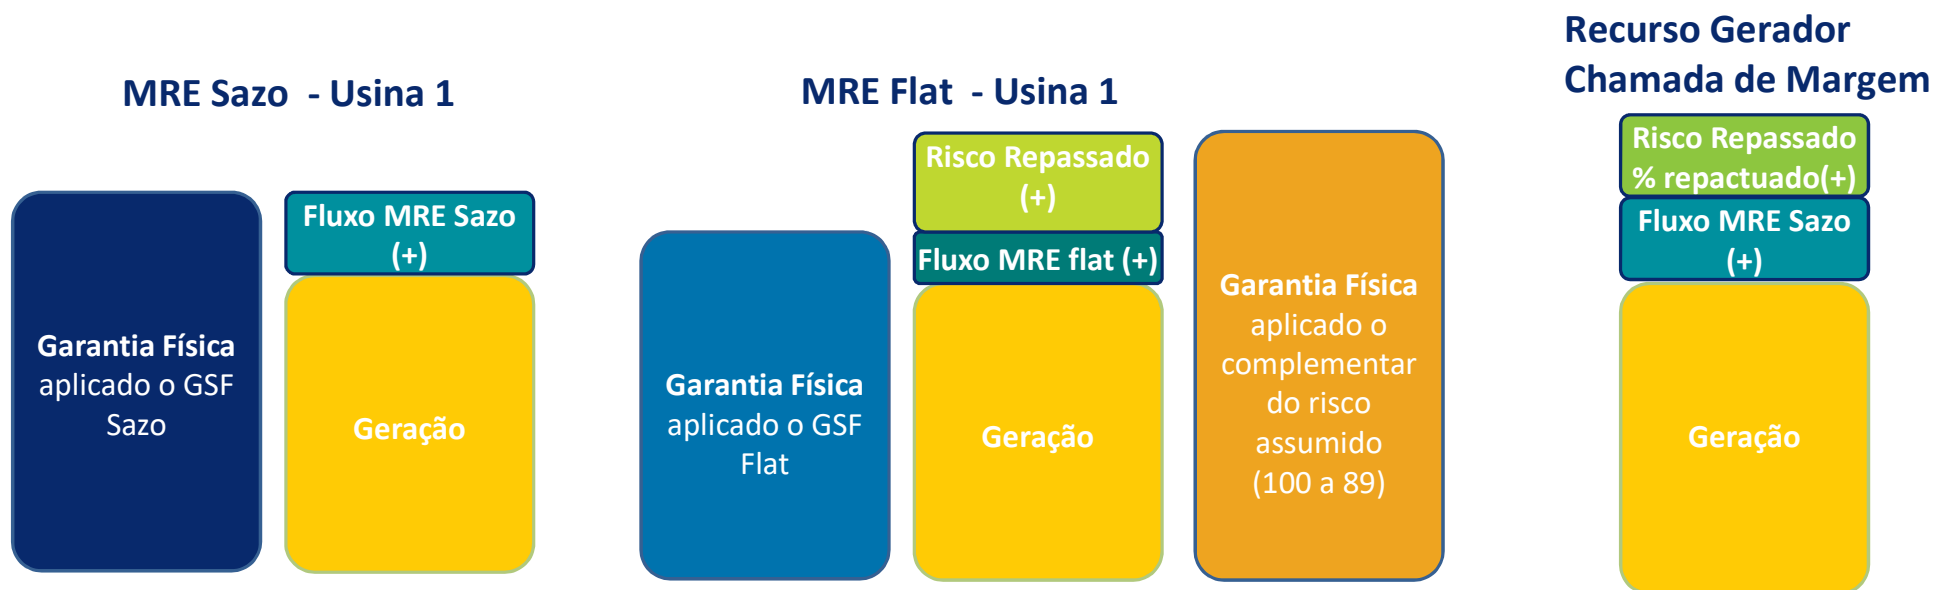 MRE Sazo - Usina 1
Garantia Física
aplicado o GSF
Sazo
Fluxo MRE Sazo
(+)
Geração
MRE Flat - Usina 1
Garantia Física
aplicado o GSF
Flat
Risco Repassado
(+)
Fluxo MRE flat (+)
Geração
Garantia Física
aplicado o
complementar
do risco
assumido
(100 a 89)
Recurso Gerador
Chamada de Margem
Risco Repassado
% repactuado(+)
Fluxo MRE Sazo
(+)
Geração